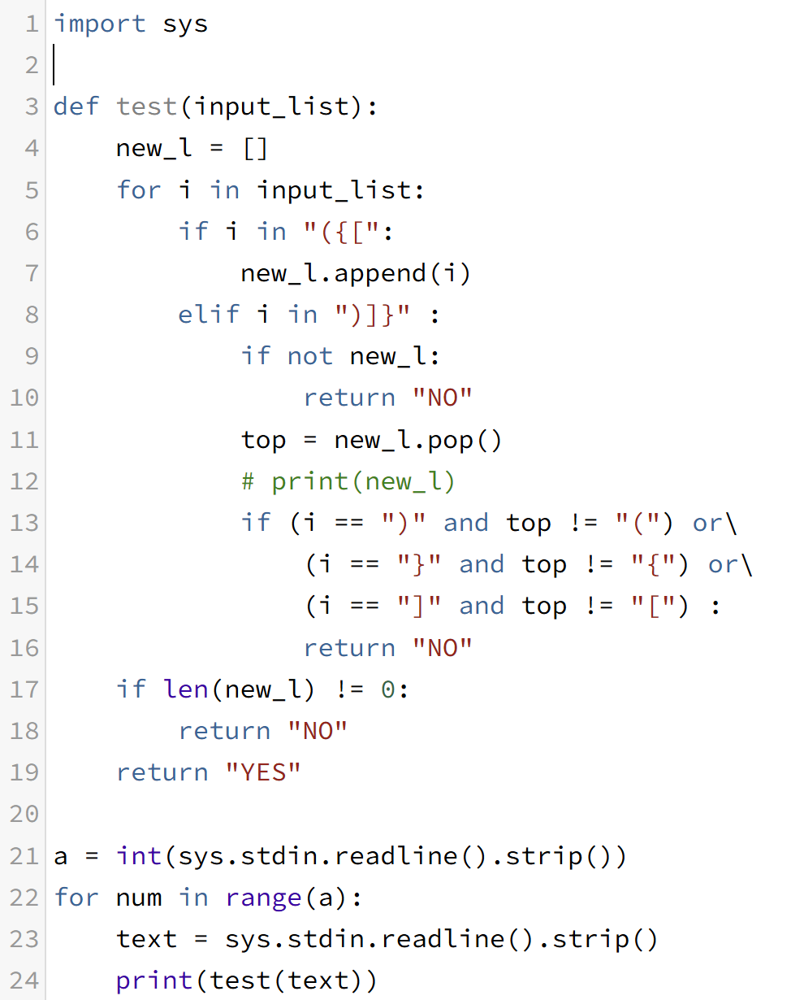 1 import sys
2
3 def test(input_list):
4     new_l = []
5     for i in input_list:
6         if i in "({[":
7             new_l.append(i)
8         elif i in ")]}" :
9             if not new_l:
10                 return "NO"
11             top = new_l.pop()
12             # print(new_l)
13             if (i == ")" and top != "(") or\
14                 (i == "}" and top != "{") or\
15                 (i == "]" and top != "[") :
16                 return "NO"
17     if len(new_l) != 0:
18         return "NO"
19     return "YES"
20
21 a = int(sys.stdin.readline().strip())
22 for num in range(a):
23     text = sys.stdin.readline().strip()
24     print(test(text))